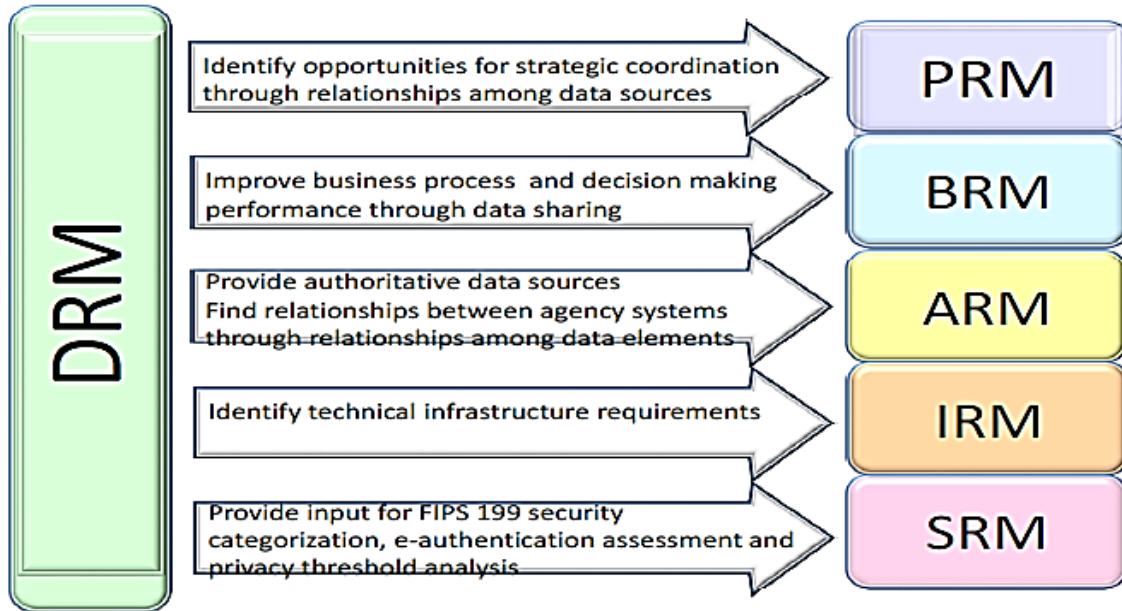 DRM
Identify opportunities for strategic coordination
through relationships among data sources
PRM
Improve business process and decision making
performance through data sharing
BRM
Provide authoritative data sources
Find relationships between agency systems
through relationships among data elements
ARM
Identify technical infrastructure requirements
IRM
Provide input for FIPS 199 security
categorization, e-authentication assessment and
privacy threshold analysis
SRM